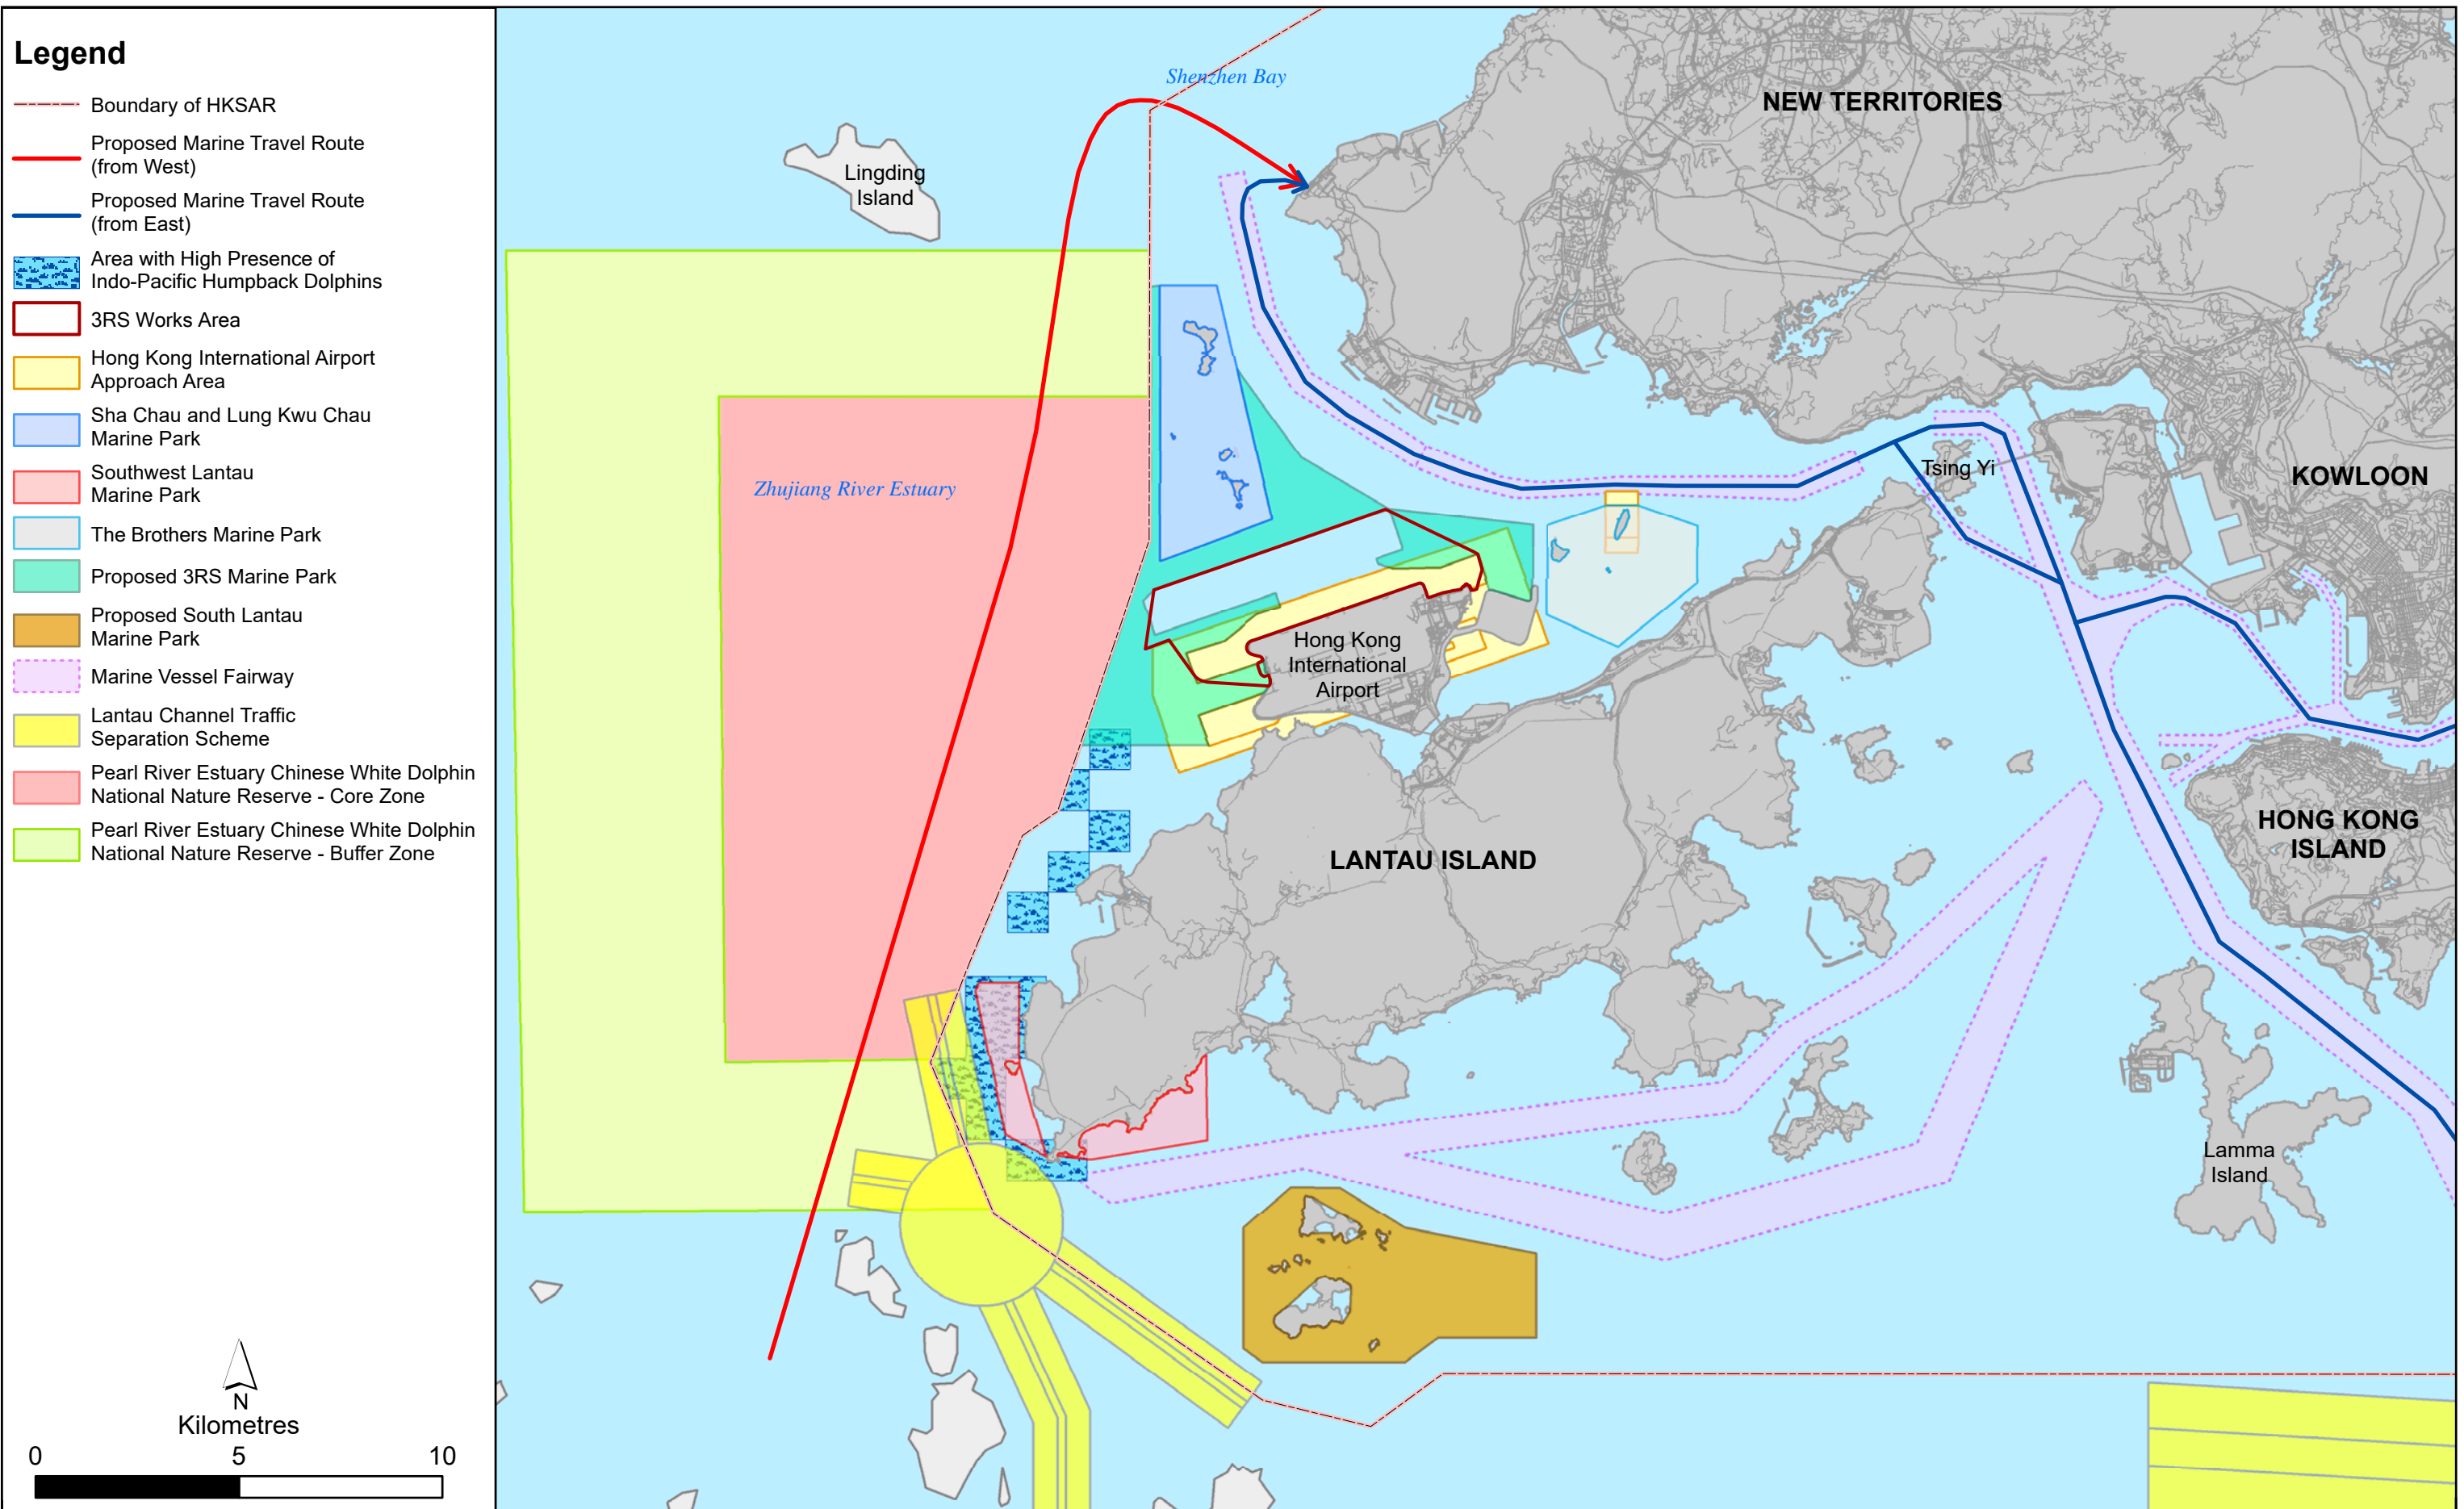 Legend
Boundary of HKSAR
Proposed Marine Travel Route
(from West)
Proposed Marine Travel Route
(from East)
Area with High Presence of
Indo-Pacific Humpback Dolphins
3RS Works Area
Hong Kong International Airport
Approach Area
Sha Chau and Lung Kwu Chau
Marine Park
Southwest Lantau
Marine Park
The Brothers Marine Park
Proposed 3RS Marine Park
Proposed South Lantau
Marine Park
Marine Vessel Fairway
Lantau Channel Traffic
Separation Scheme
Pearl River Estuary Chinese White Dolphin
National Nature Reserve - Core Zone
Pearl River Estuary Chinese White Dolphin
National Nature Reserve - Buffer Zone
N
Kilometres
0 5 10
Shenzhen Bay
NEW TERRITORIES
Lingding
Island
Tsing Yi
KOWLOON
Zhujiang River Estuary
Hong Kong
International
Airport
HONG KONG
ISLAND
LANTAU ISLAND
Lamma
Island